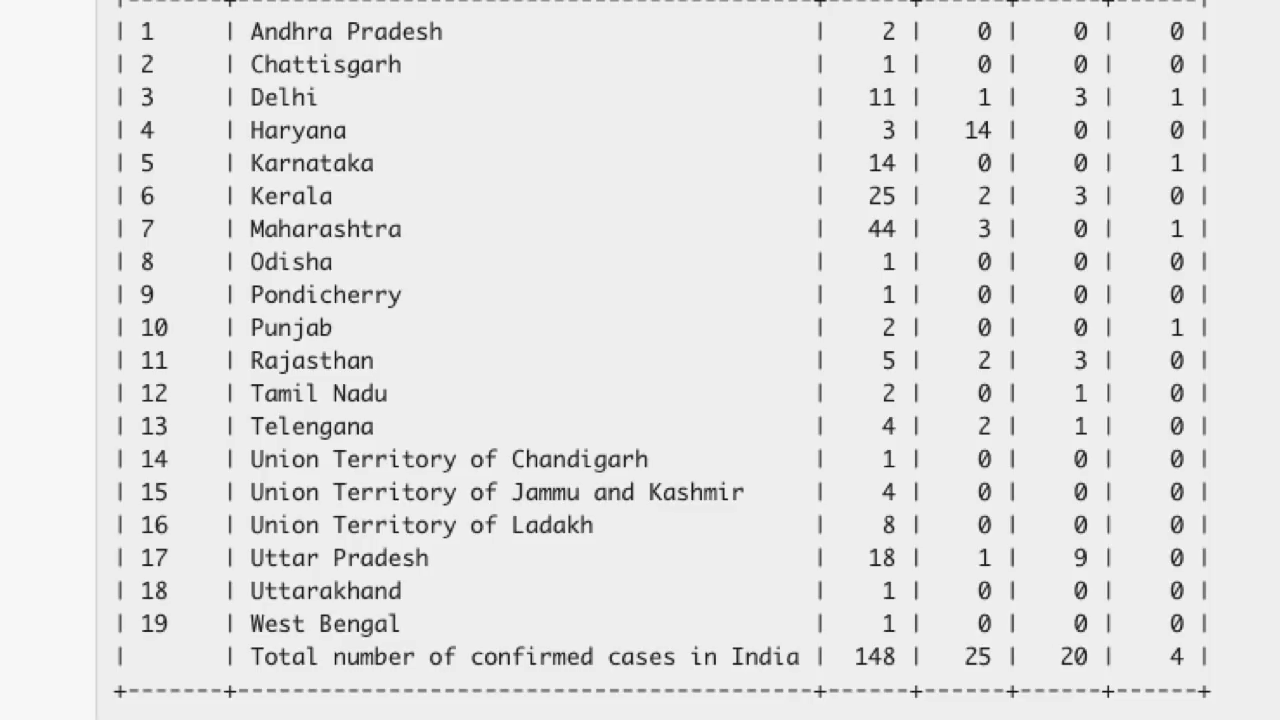 |-------+------------------------------------------+------+------+------+------|
| 1     | Andhra Pradesh                           |    2 |    0 |    0 |    0 |
| 2     | Chattisgarh                              |    1 |    0 |    0 |    0 |
| 3     | Delhi                                    |   11 |    1 |    3 |    1 |
| 4     | Haryana                                  |    3 |   14 |    0 |    0 |
| 5     | Karnataka                                |   14 |    0 |    0 |    1 |
| 6     | Kerala                                   |   25 |    2 |    3 |    0 |
| 7     | Maharashtra                              |   44 |    3 |    0 |    1 |
| 8     | Odisha                                   |    1 |    0 |    0 |    0 |
| 9     | Pondicherry                              |    1 |    0 |    0 |    0 |
| 10    | Punjab                                   |    2 |    0 |    0 |    1 |
| 11    | Rajasthan                                |    5 |    2 |    3 |    0 |
| 12    | Tamil Nadu                               |    2 |    0 |    1 |    0 |
| 13    | Telengana                                |    4 |    2 |    1 |    0 |
| 14    | Union Territory of Chandigarh            |    1 |    0 |    0 |    0 |
| 15    | Union Territory of Jammu and Kashmir     |    4 |    0 |    0 |    0 |
| 16    | Union Territory of Ladakh                |    8 |    0 |    0 |    0 |
| 17    | Uttar Pradesh                            |   18 |    1 |    9 |    0 |
| 18    | Uttarakhand                              |    1 |    0 |    0 |    0 |
| 19    | West Bengal                              |    1 |    0 |    0 |    0 |
|       | Total number of confirmed cases in India |  148 |   25 |   20 |    4 |
+-------+------------------------------------------+------+------+------+------+